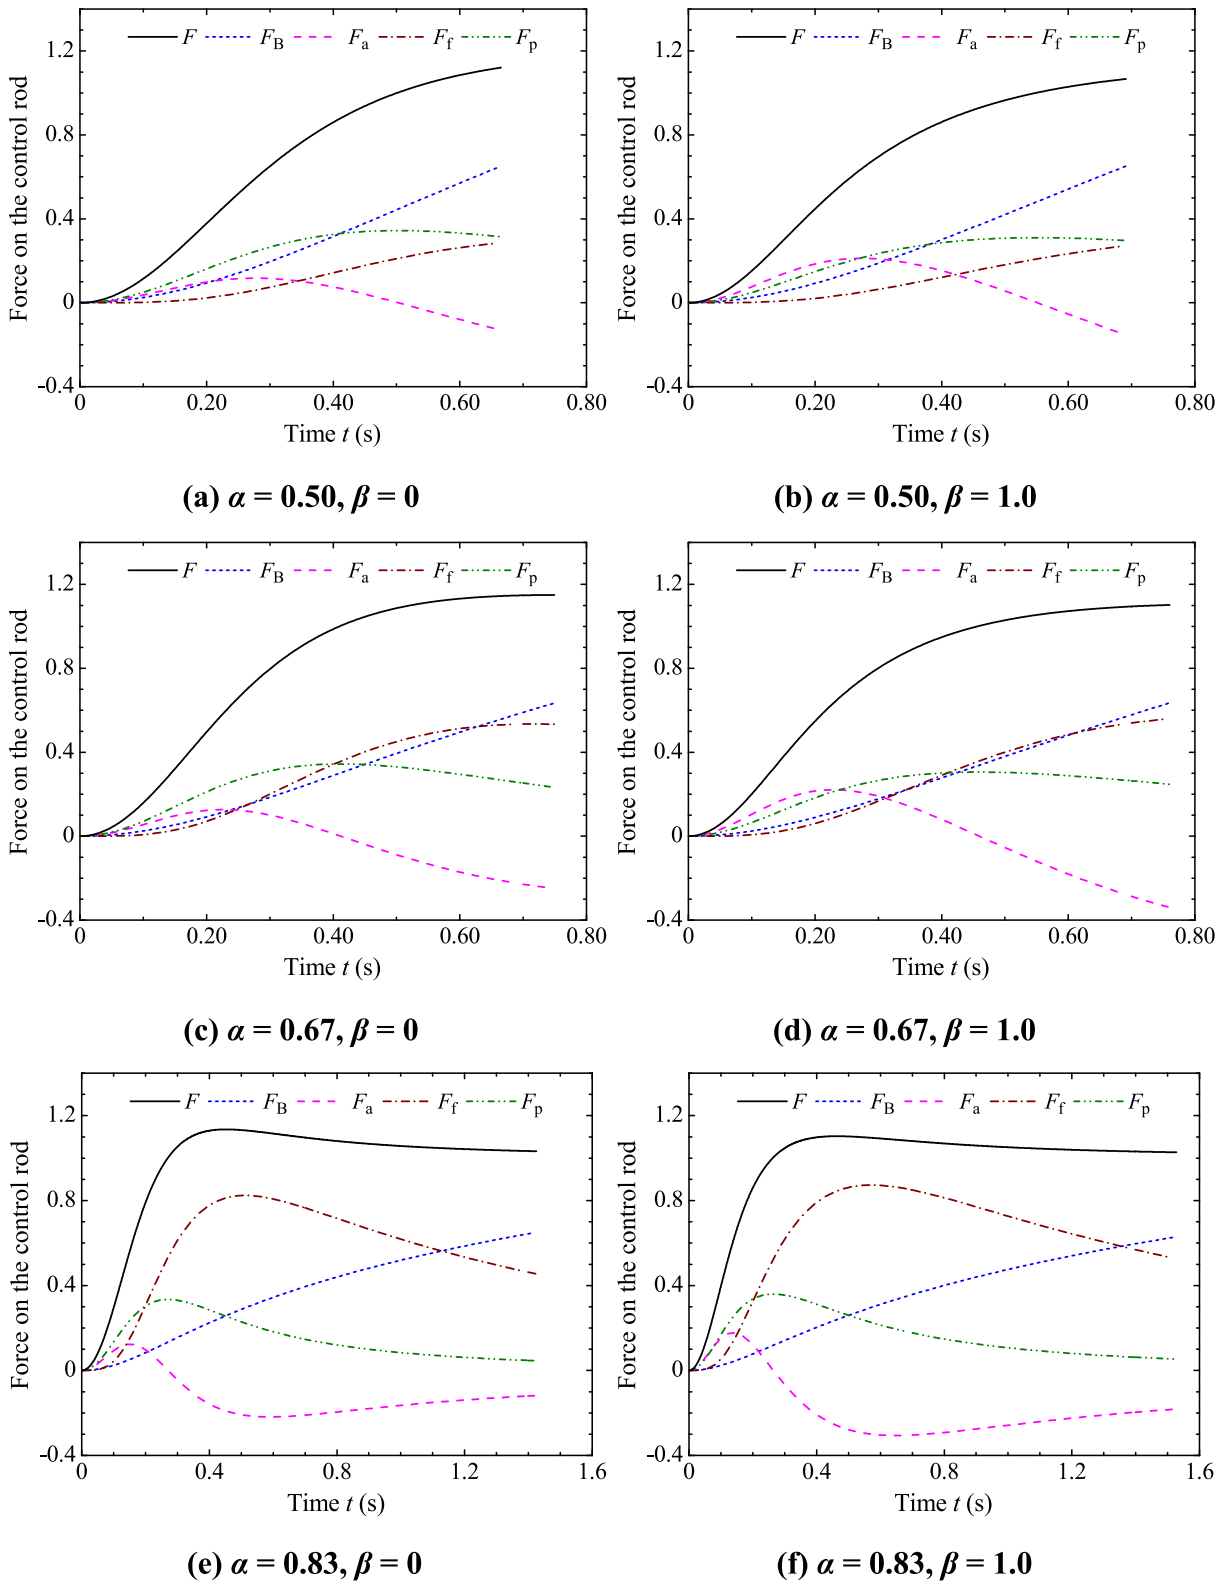 F F_B F_a F_f F_p
F F_B F_a F_f F_p
Force on the control rod
1.2
0.8
0.4
0
-0.4
0 0.20 0.40 0.60 0.80
Time t (s)
Force on the control rod
1.2
0.8
0.4
0
-0.4
0 0.20 0.40 0.60 0.80
Time t (s)
(a) α = 0.50, β = 0
(b) α = 0.50, β = 1.0
F F_B F_a F_f F_p
F F_B F_a F_f F_p
Force on the control rod
1.2
0.8
0.4
0
-0.4
0 0.20 0.40 0.60 0.80
Time t (s)
Force on the control rod
1.2
0.8
0.4
0
-0.4
0 0.20 0.40 0.60 0.80
Time t (s)
(c) α = 0.67, β = 0
(d) α = 0.67, β = 1.0
F F_B F_a F_f F_p
F F_B F_a F_f F_p
Force on the control rod
1.2
0.8
0.4
0
-0.4
0 0.4 0.8 1.2 1.6
Time t (s)
Force on the control rod
1.2
0.8
0.4
0
-0.4
0 0.4 0.8 1.2 1.6
Time t (s)
(e) α = 0.83, β = 0
(f) α = 0.83, β = 1.0